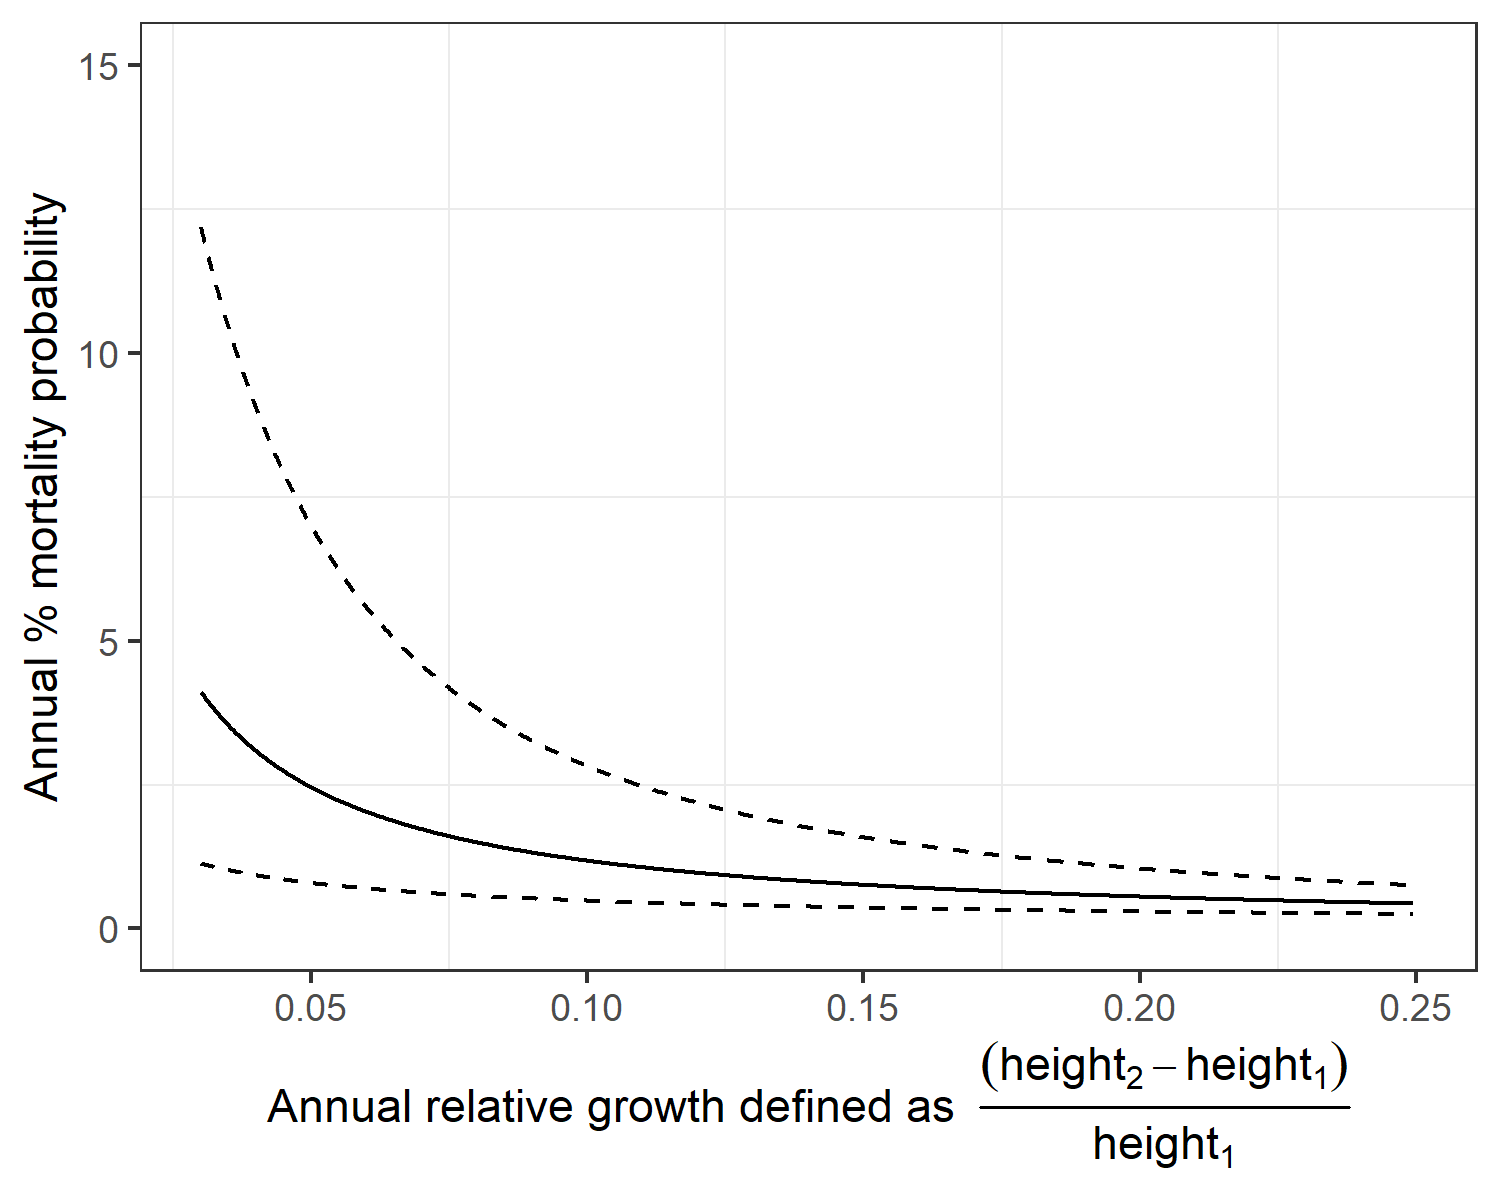 Annual % mortality probability
15
10
5
0
0.05 0.10 0.15 0.20 0.25
Annual relative growth defined as (height₂ − height₁)
height₁